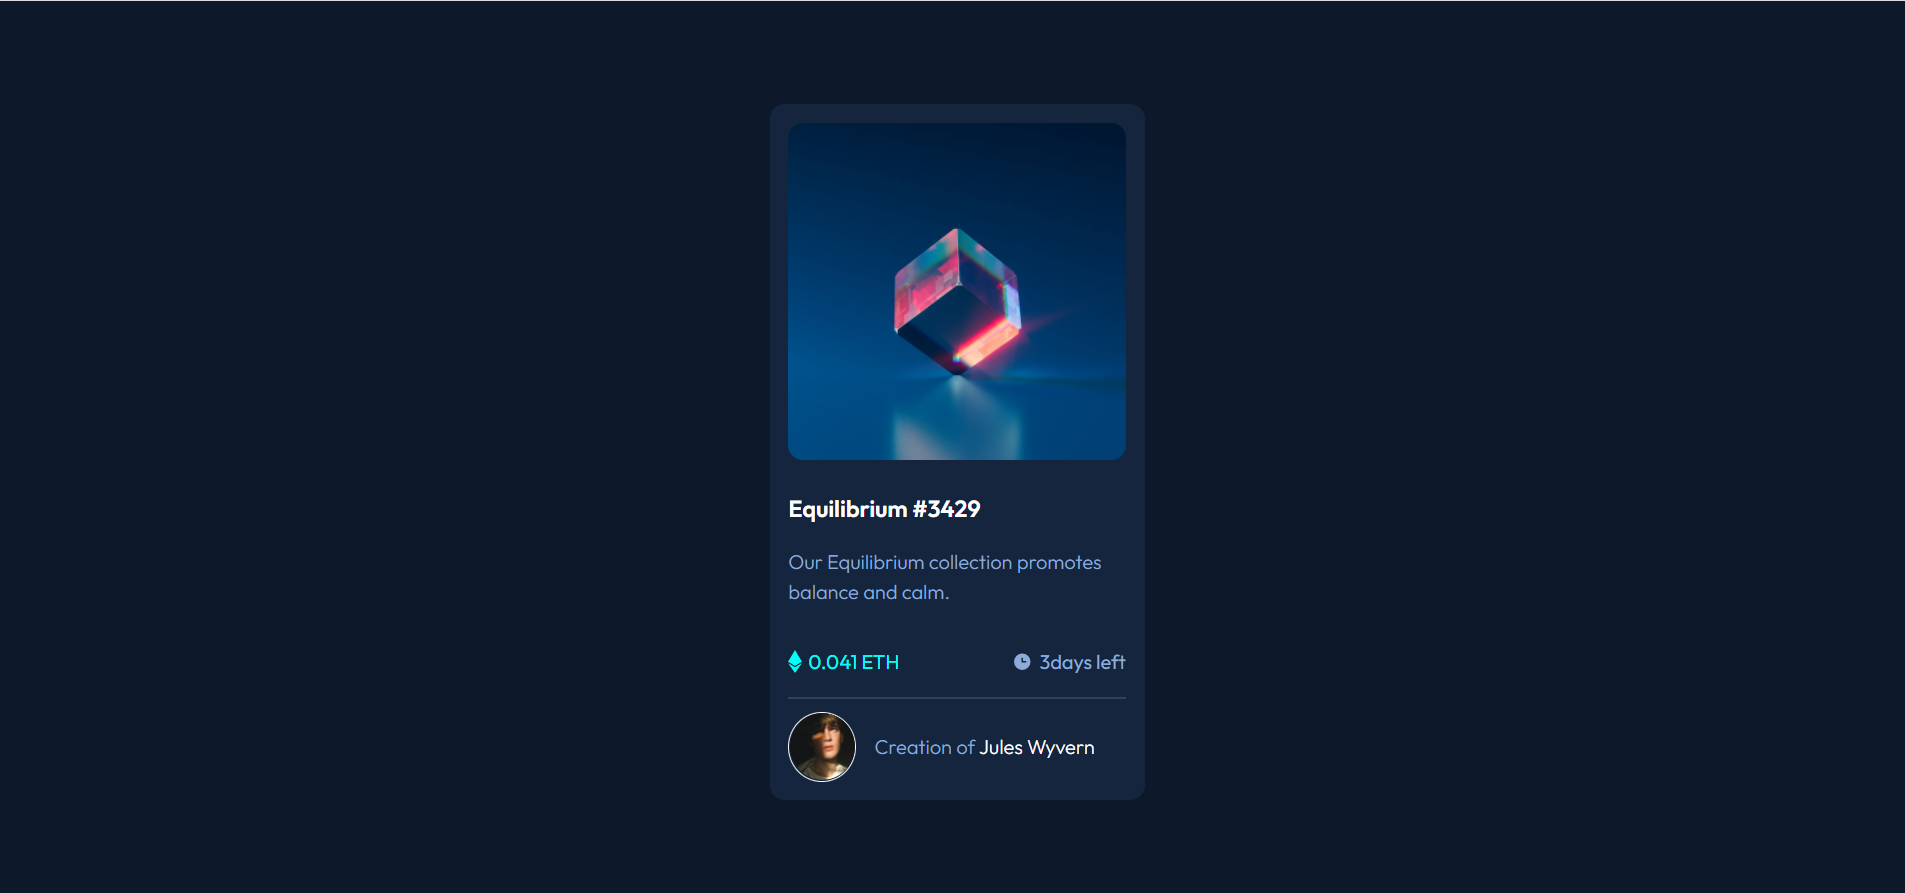 Equilibrium #3429
Our Equilibrium collection promotes
balance and calm.
0.041 ETH
3days left
Creation of Jules Wyvern